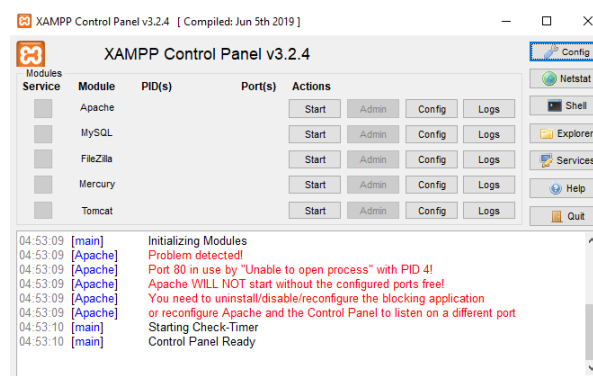 XAMPP Control Panel v3.2.4 [ Compiled: Jun 5th 2019 ]
XAMPP Control Panel v3.2.4
Config
Modules
Service Module PID(s) Port(s) Actions
Netstat
Apache Start Admin Config Logs
Shell
MySQL Start Admin Config Logs
Explorer
FileZilla Start Admin Config Logs
Services
Mercury Start Admin Config Logs
Help
Tomcat Start Admin Config Logs
Quit
04:53:09 [main] Initializing Modules
04:53:09 [Apache] Problem detected!
04:53:09 [Apache] Port 80 in use by "Unable to open process" with PID 4!
04:53:09 [Apache] Apache WILL NOT start without the configured ports free!
04:53:09 [Apache] You need to uninstall/disable/reconfigure the blocking application
04:53:09 [Apache] or reconfigure Apache and the Control Panel to listen on a different port
04:53:10 [main] Starting Check-Timer
04:53:10 [main] Control Panel Ready